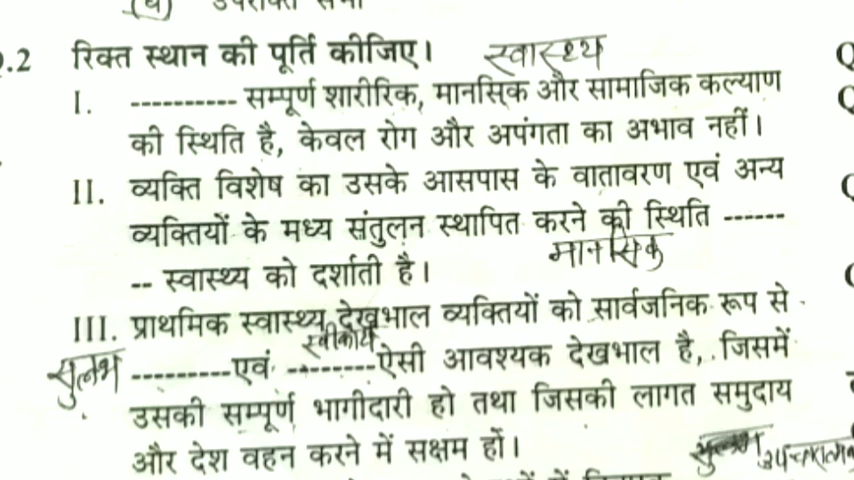 .2 रिक्त स्थान की पूर्ति कीजिए। स्वास्थ्य
I. ---------- सम्पूर्ण शारीरिक, मानसिक और सामाजिक कल्याण
की स्थिति है, केवल रोग और अपंगता का अभाव नहीं।
II. व्यक्ति विशेष का उसके आसपास के वातावरण एवं अन्य
व्यक्तियों के मध्य संतुलन स्थापित करने की स्थिति ------
-- स्वास्थ्य को दर्शाती है। मानसिक
III. प्राथमिक स्वास्थ्य देखभाल व्यक्तियों को सार्वजनिक रूप से
स्वीकार्य
सुलभ ---------एवं --------ऐसी आवश्यक देखभाल है, जिसमें
उसकी सम्पूर्ण भागीदारी हो तथा जिसकी लागत समुदाय
और देश वहन करने में सक्षम हों।